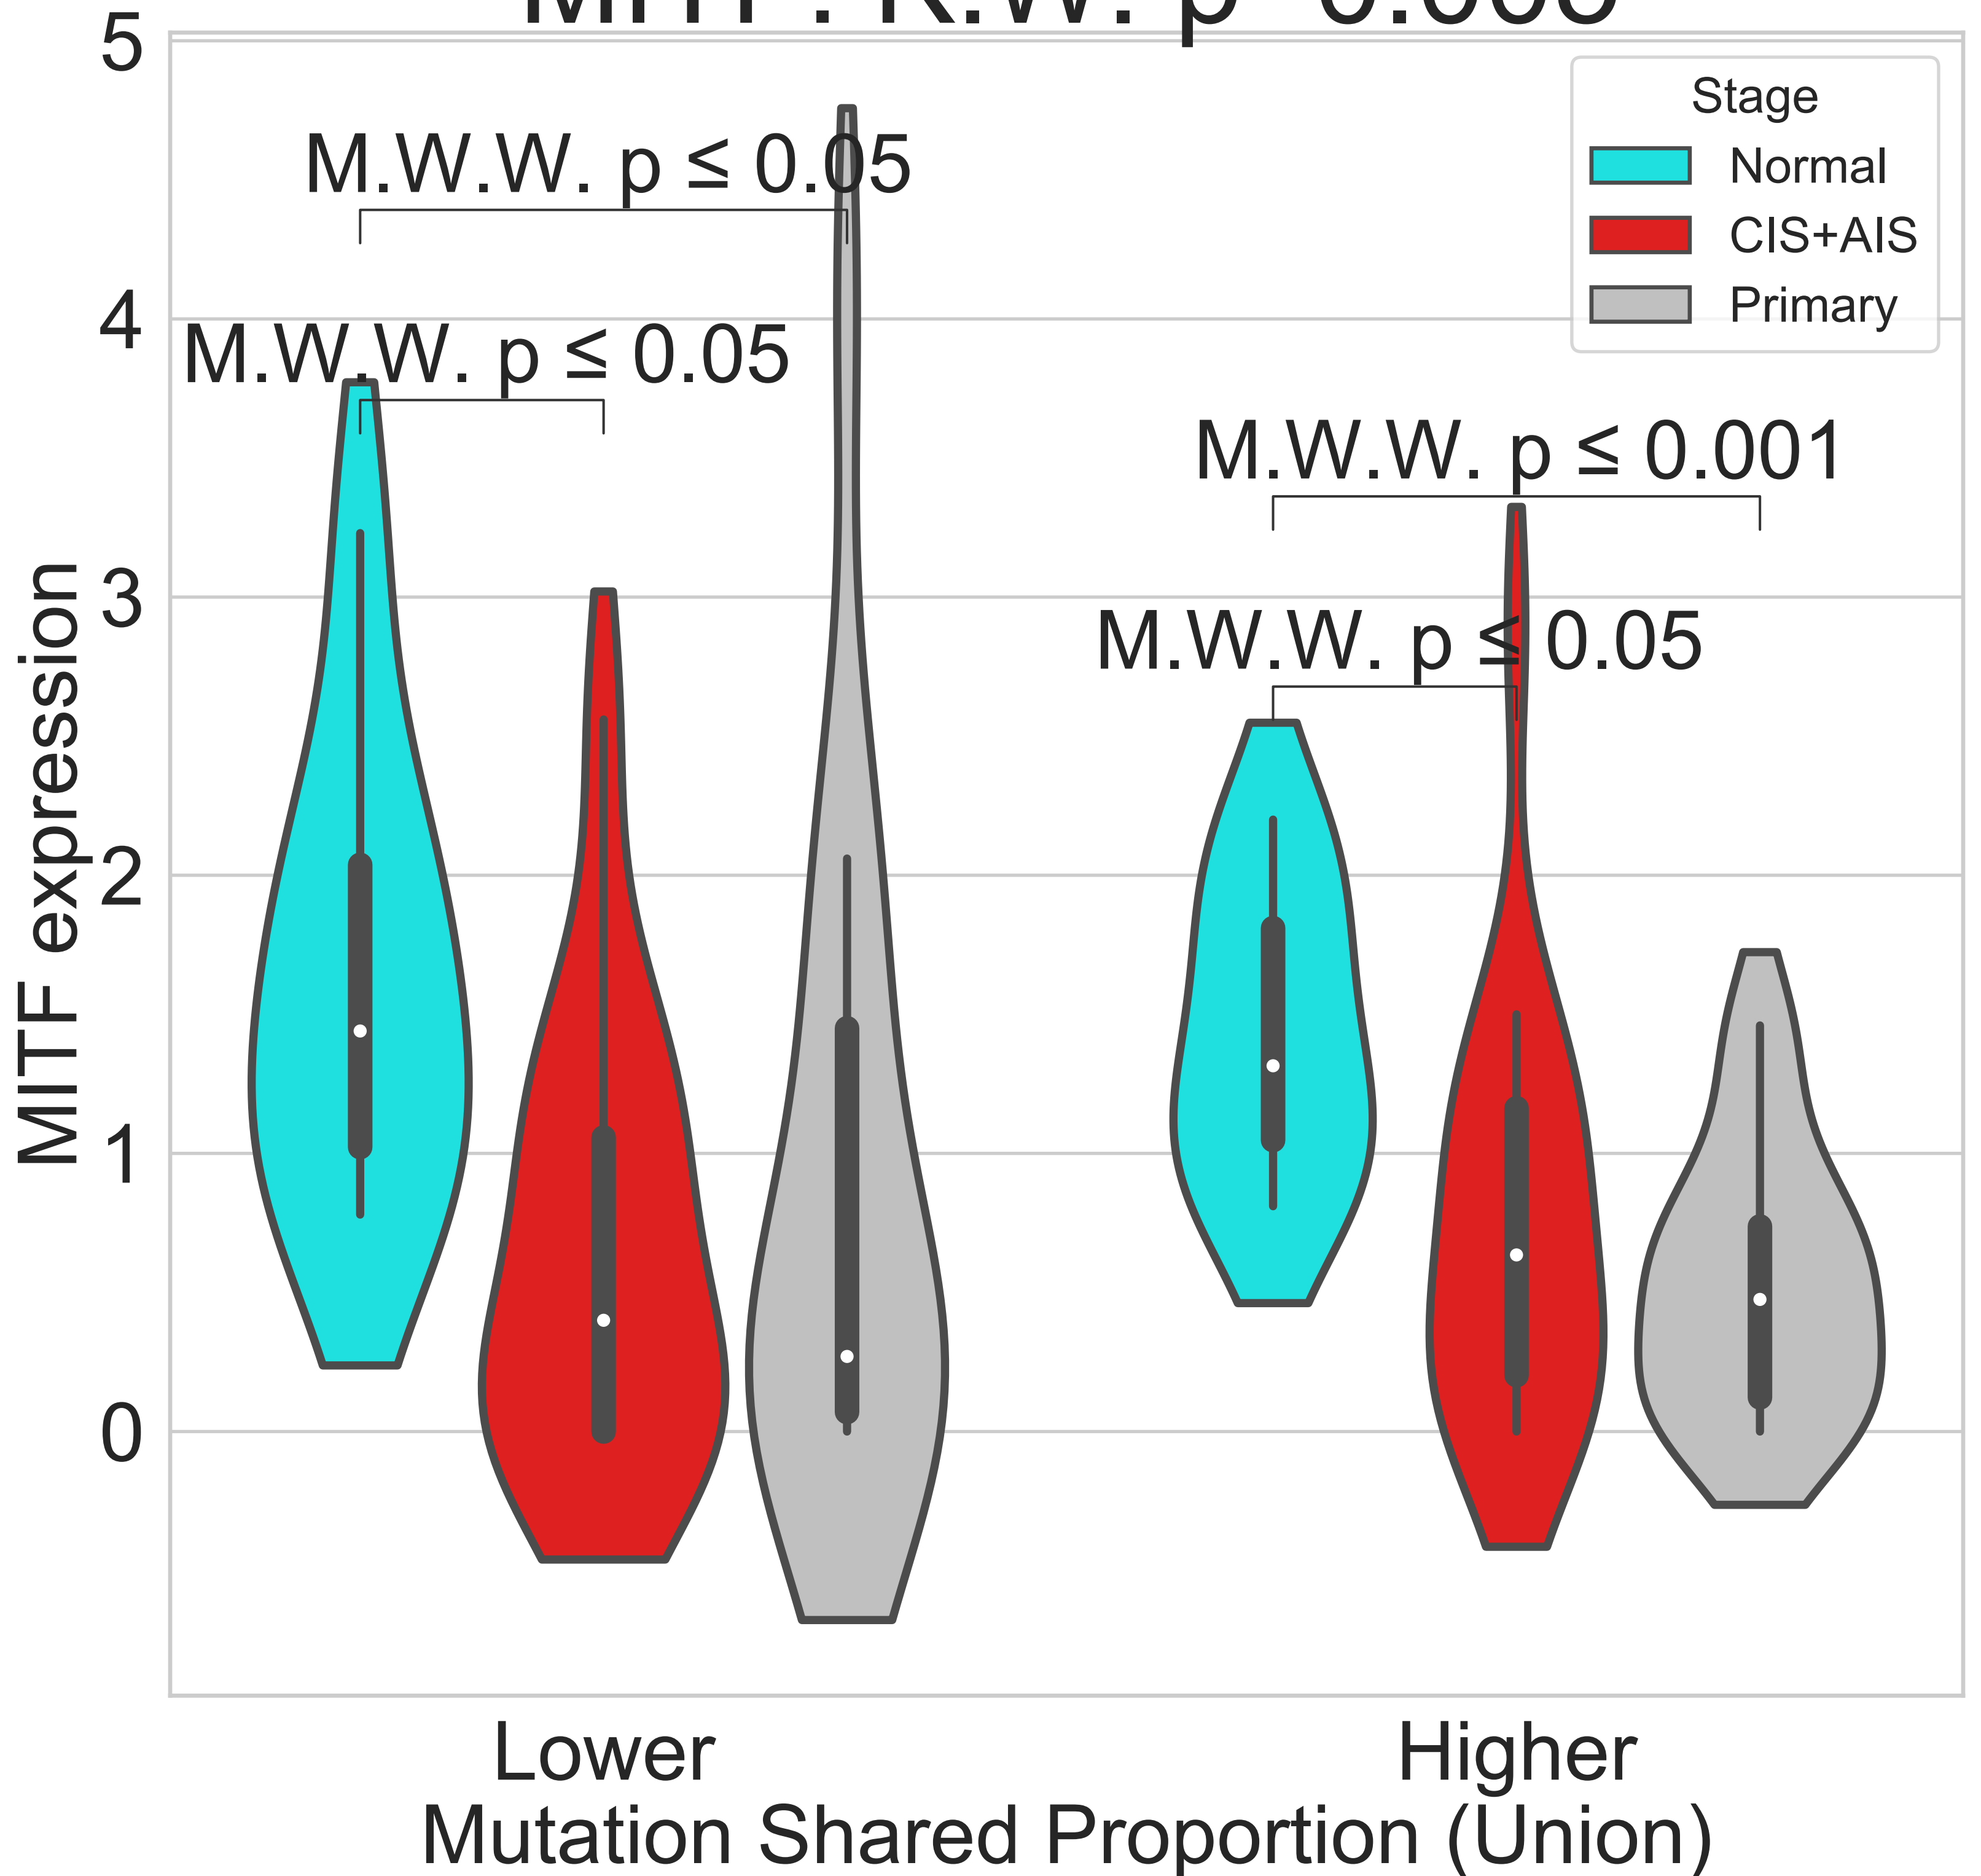 5
Stage
Normal
CIS+AIS
Primary
M.W.W. p ≤ 0.05
4
M.W.W. p ≤ 0.05
M.W.W. p ≤ 0.001
3
M.W.W. p ≤ 0.05
2
1
0
MITF expression
Lower
Higher
Mutation Shared Proportion (Union)